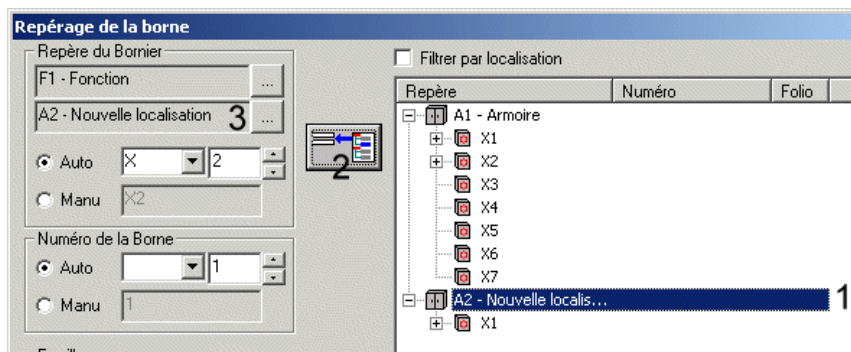 Repérage de la borne
Repère du Bornier
F1 - Fonction
...
A2 - Nouvelle localisation
3
...
Auto
X
2
Manu
X2
Numéro de la Borne
Auto
1
Manu
1
2
Filtrer par localisation
Repère Numéro Folio
A1 - Armoire
X1
X2
X3
X4
X5
X6
X7
A2 - Nouvelle localis...
1
X1